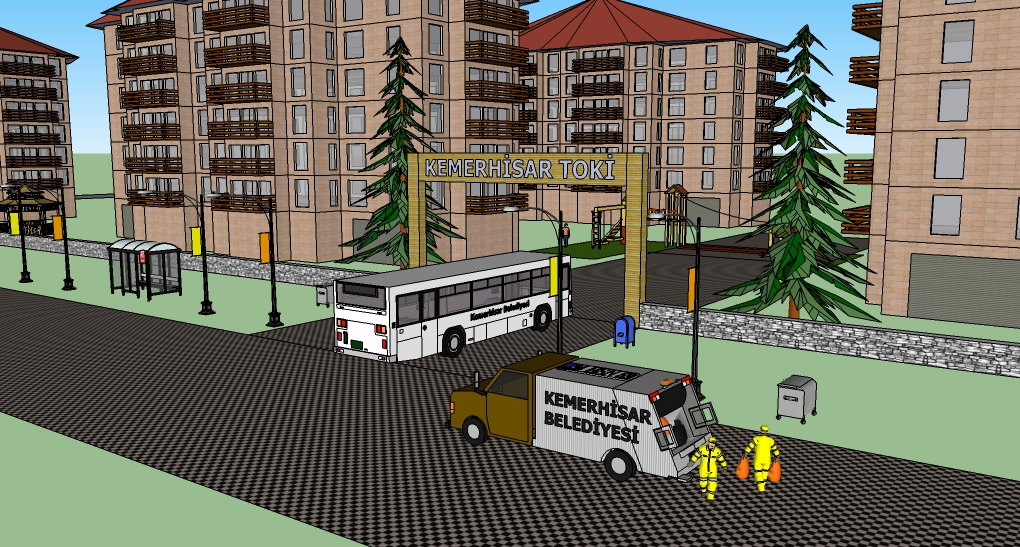 KEMERHİSAR TOKİ
Kemerhisar Belediyesi
KEMERHİSAR
BELEDİYESİ